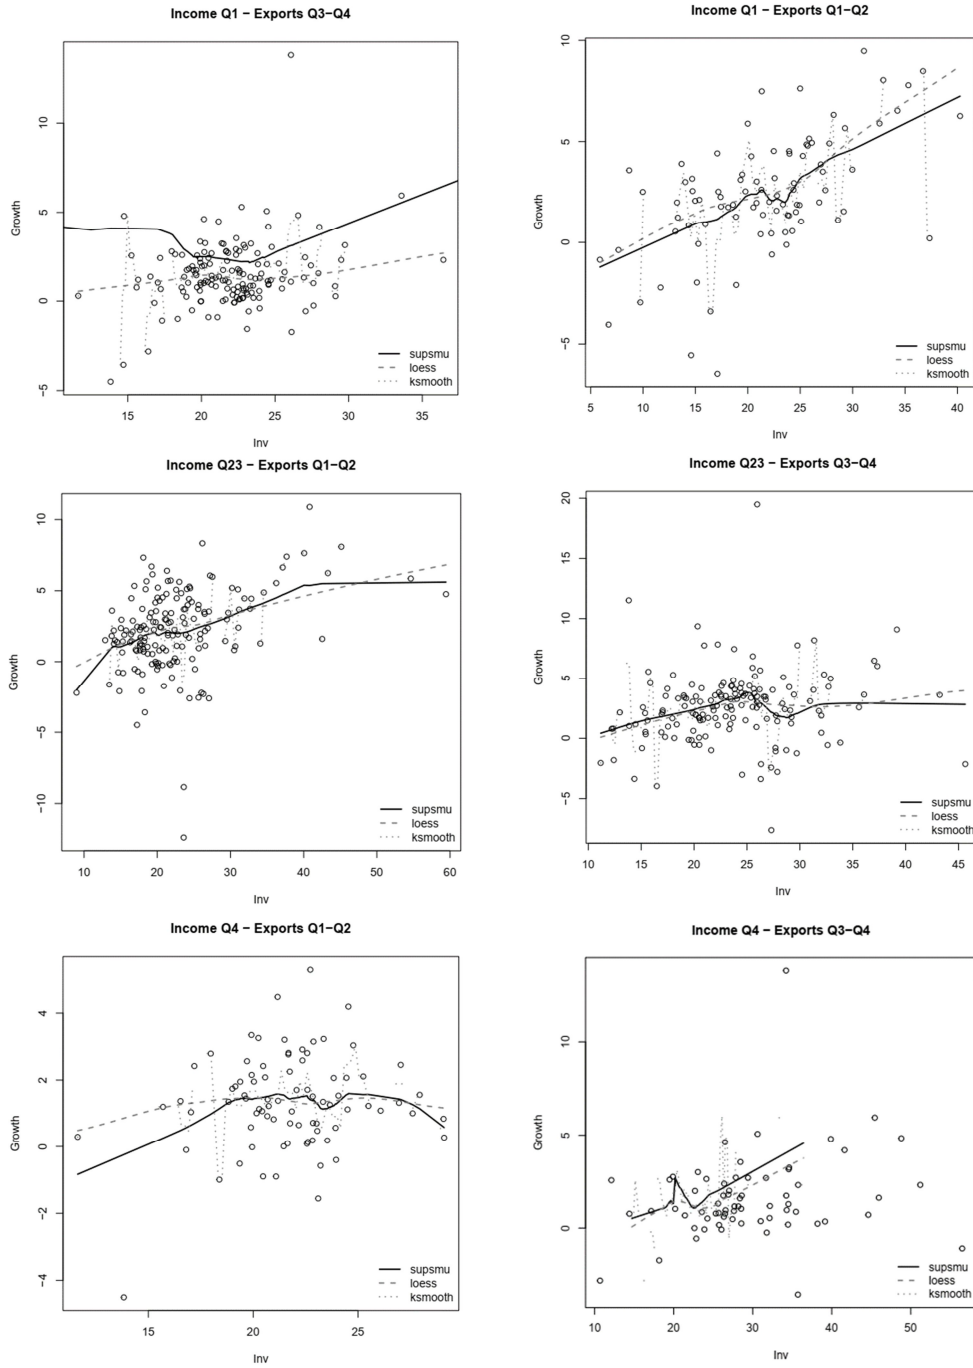 Income Q1 − Exports Q3−Q4
Growth
10
5
0
−5
supsmu
loess
ksmooth
15 20 25 30 35
Inv
Income Q1 − Exports Q1−Q2
Growth
10
5
0
−5
supsmu
loess
ksmooth
5 10 15 20 25 30 35 40
Inv
Income Q23 − Exports Q1−Q2
Growth
10
5
0
−5
−10
supsmu
loess
ksmooth
10 20 30 40 50 60
Inv
Income Q23 − Exports Q3−Q4
Growth
20
15
10
5
0
−5
supsmu
loess
ksmooth
10 15 20 25 30 35 40 45
Inv
Income Q4 − Exports Q1−Q2
Growth
4
2
0
−2
−4
supsmu
loess
ksmooth
15 20 25
Inv
Income Q4 − Exports Q3−Q4
Growth
10
5
0
supsmu
loess
ksmooth
10 20 30 40 50
Inv